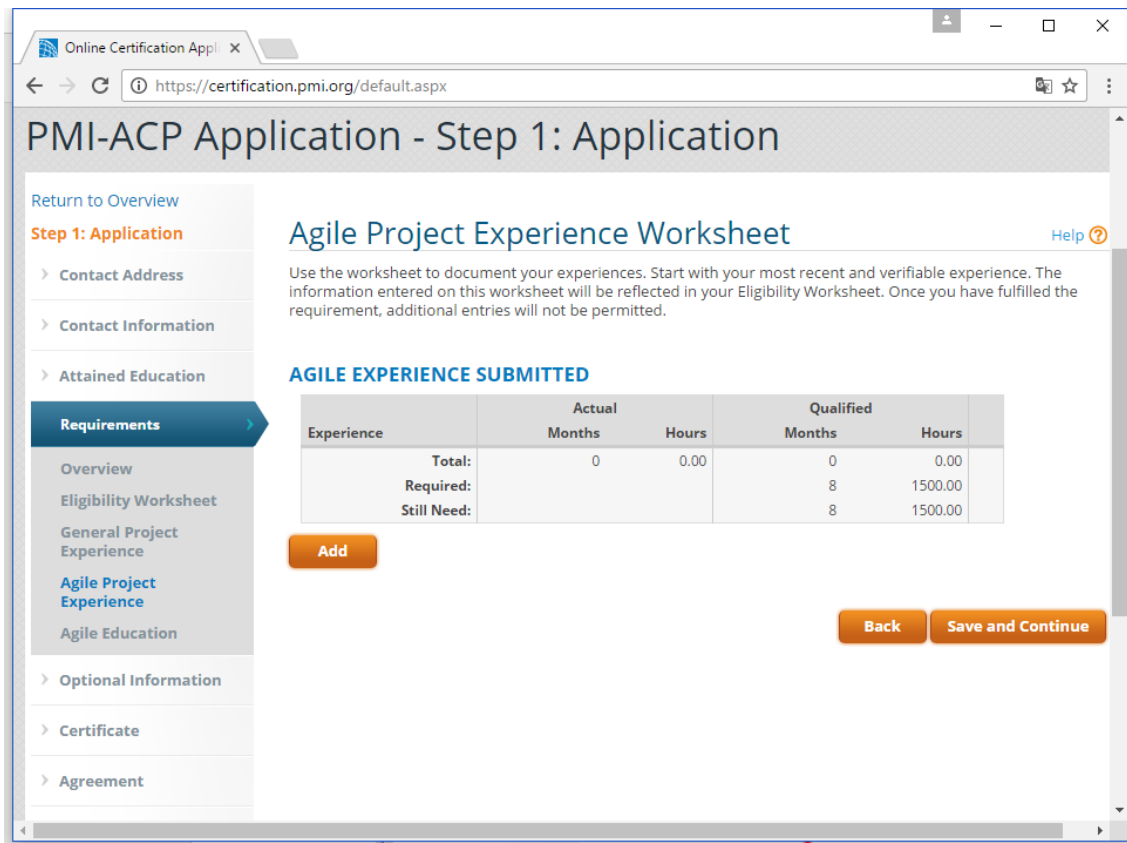 Online Certification Appli
https://certification.pmi.org/default.aspx
PMI-ACP Application - Step 1: Application
Return to Overview
Step 1: Application
Contact Address
Contact Information
Attained Education
Requirements
Overview
Eligibility Worksheet
General Project
Experience
Agile Project
Experience
Agile Education
Optional Information
Certificate
Agreement
Agile Project Experience Worksheet
Help ?
Use the worksheet to document your experiences. Start with your most recent and verifiable experience. The
information entered on this worksheet will be reflected in your Eligibility Worksheet. Once you have fulfilled the
requirement, additional entries will not be permitted.
AGILE EXPERIENCE SUBMITTED
Actual Qualified
Experience Months Hours Months Hours
Total: 0 0.00 0 0.00
Required: 8 1500.00
Still Need: 8 1500.00
Add
Back Save and Continue